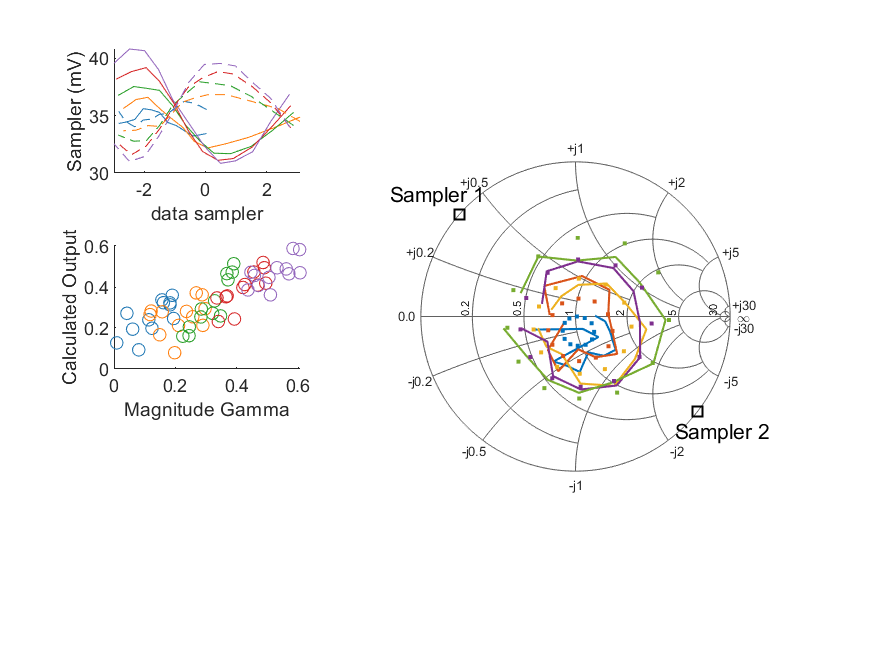 40
35
30
Sampler (mV)
-2
0
2
data sampler
0.6
0.4
0.2
0
Calculated Output
0
0.2
0.4
0.6
Magnitude Gamma
+j1
+j0.5
+j2
Sampler 1
+j0.2
+j5
0.0
0.2
0.5
1
2
5
30
+j30
∞
-j30
-j0.2
-j5
Sampler 2
-j0.5
-j2
-j1